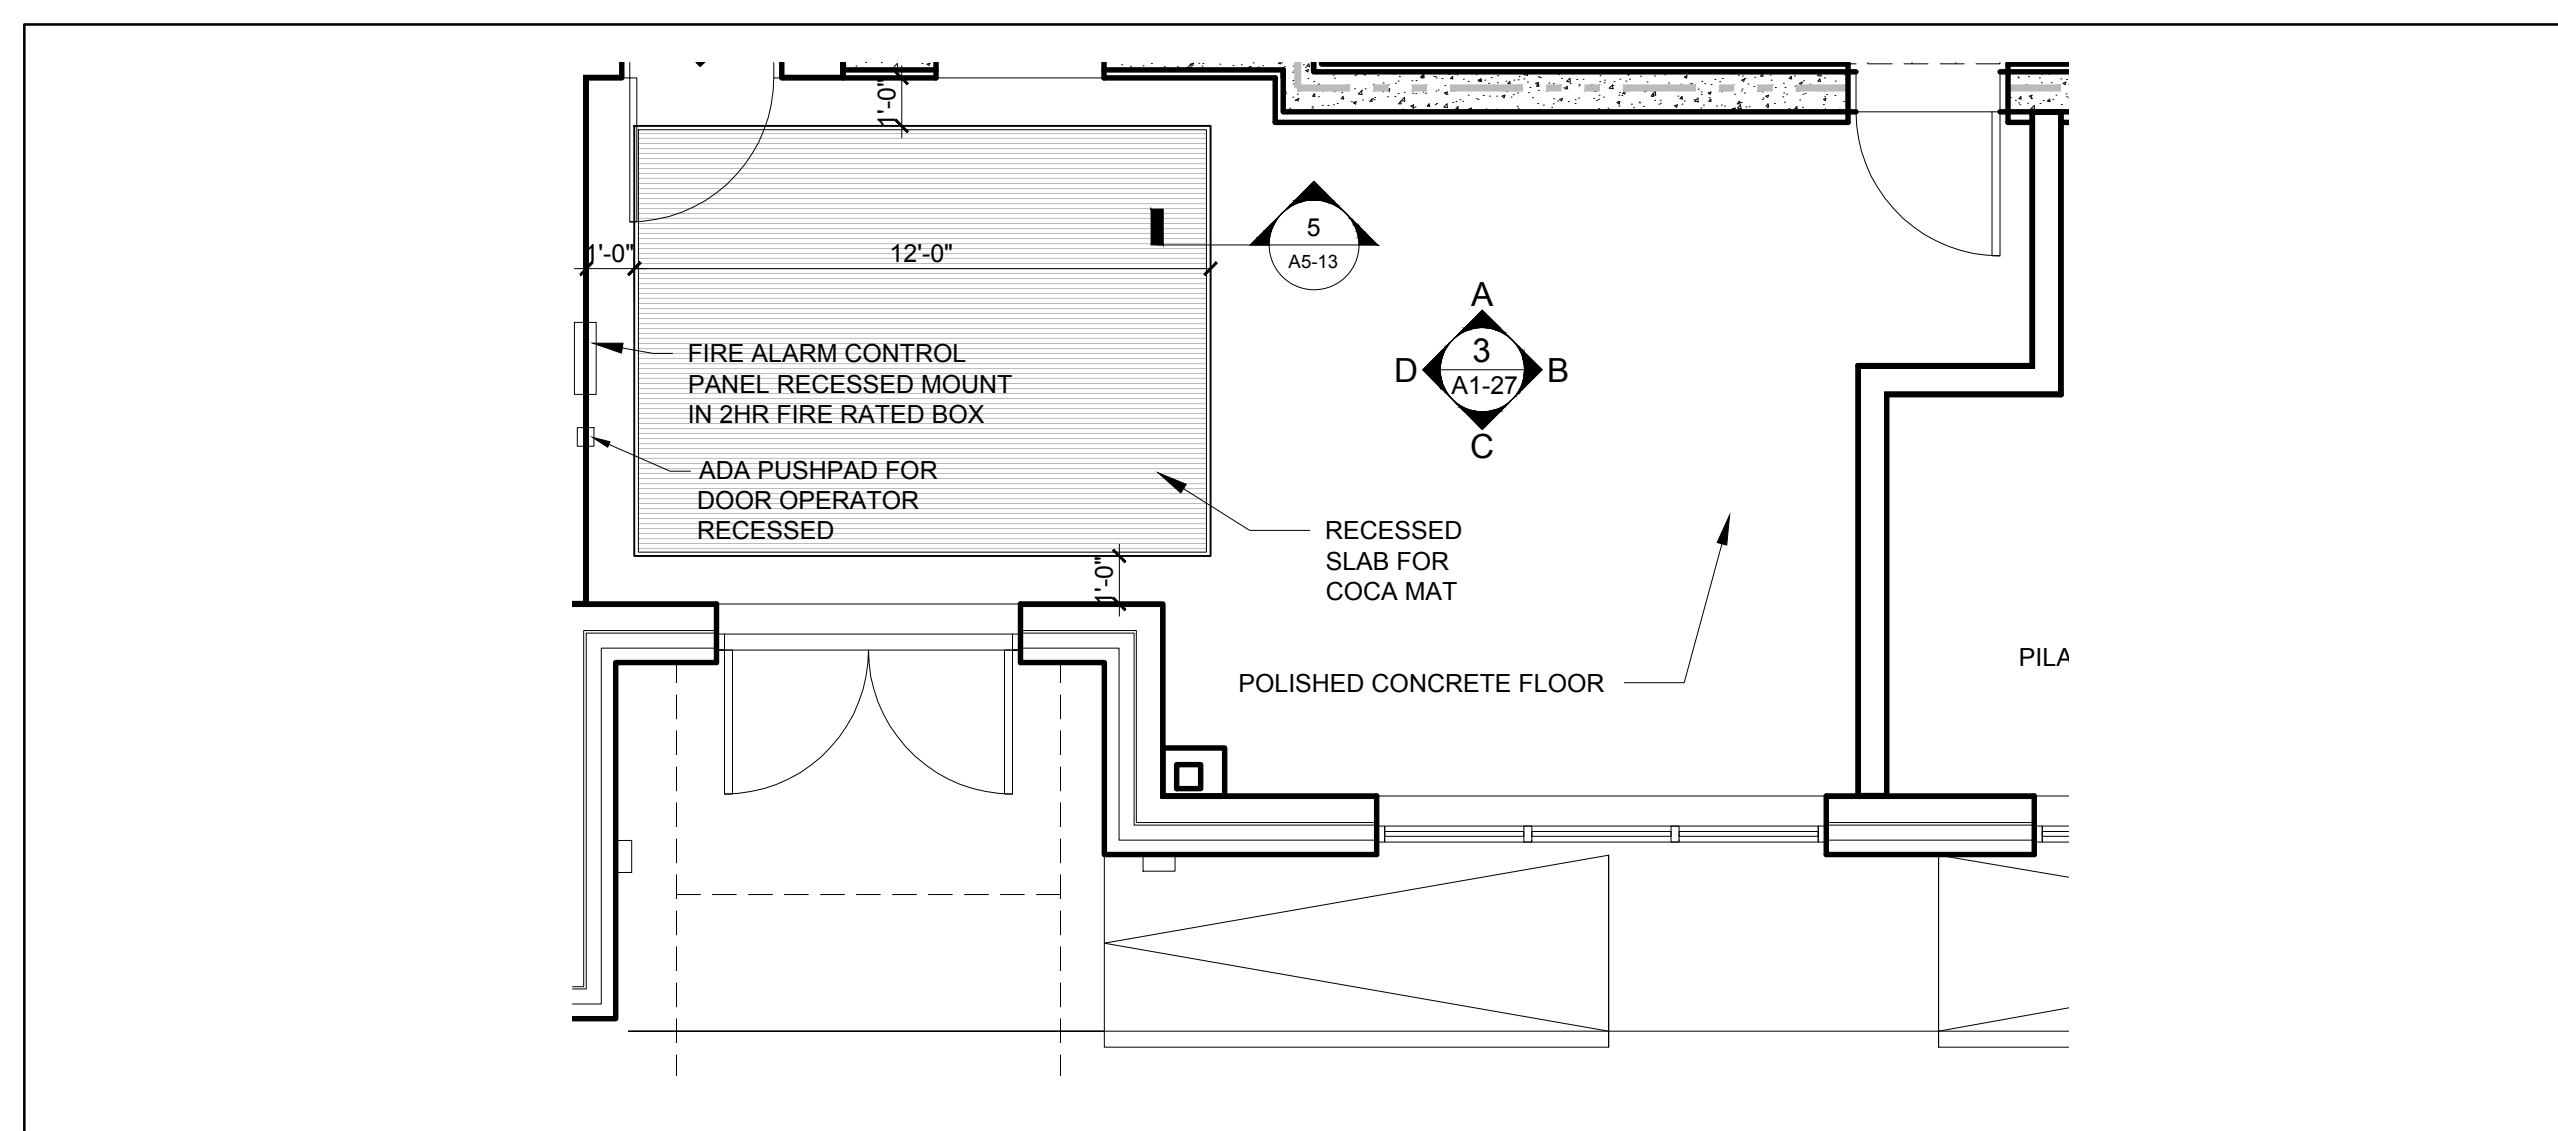 1'-0"
5
A5-13
1'-0"
12'-0"
A
D
3
A1-27
B
C
FIRE ALARM CONTROL
PANEL RECESSED MOUNT
IN 2HR FIRE RATED BOX
ADA PUSHPAD FOR
DOOR OPERATOR
RECESSED
RECESSED
SLAB FOR
COCA MAT
1'-0"
POLISHED CONCRETE FLOOR
PILA